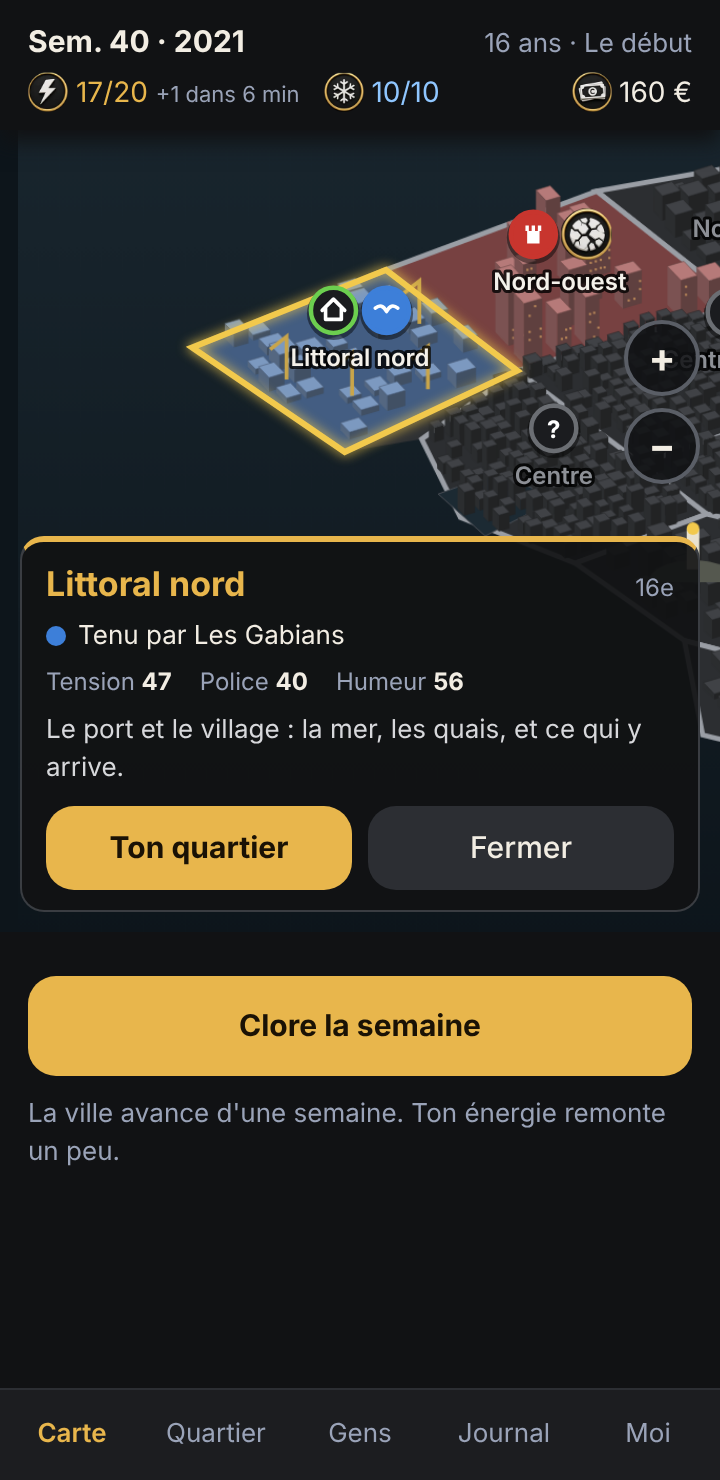 Sem. 40 · 2021
16 ans · Le début
17/20 +1 dans 6 min
10/10
160 €
No
Nord-ouest
Littoral nord
+
?
Centre
−
Littoral nord
16e
Tenu par Les Gabians
Tension 47 Police 40 Humeur 56
Le port et le village : la mer, les quais, et ce qui y
arrive.
Ton quartier
Fermer
Clore la semaine
La ville avance d'une semaine. Ton énergie remonte
un peu.
Carte
Quartier
Gens
Journal
Moi